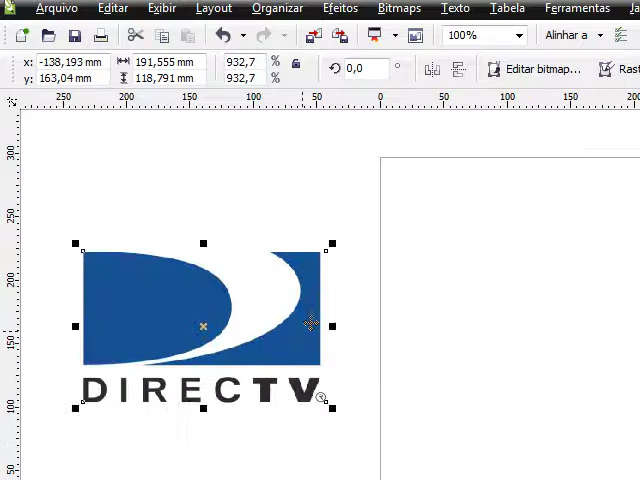 Arquivo Editar Exibir Layout Organizar Efeitos Bitmaps Texto Ferramentas Ja
100% Alinhar a
x: -138,193 mm 191,555 mm 932,7 % 0,0 ° Editar bitmap... Rast
y: 163,04 mm 118,791 mm 932,7 %
250 200 150 100 50 0 50 100 150 200
300
250
200
150
100
50
DIRECTV